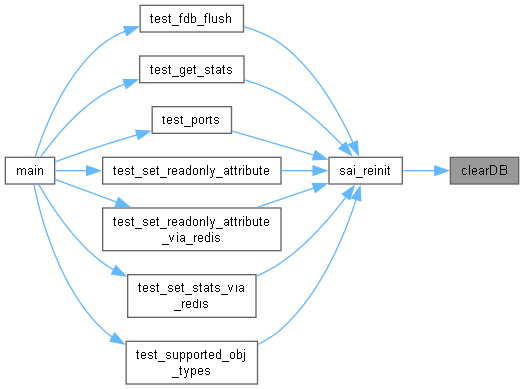 test_fdb_flush
test_get_stats
test_ports
main
test_set_readonly_attribute
sai_reinit
clearDB
test_set_readonly_attribute
_via_redis
test_set_stats_via
_redis
test_supported_obj
_types